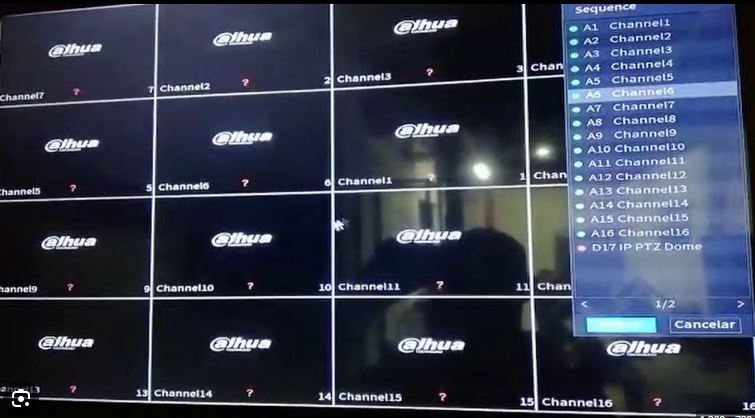 Sequence
A1 Channel1
A2 Channel2
A3 Channel3
A4 Channel4
A5 Channel5
A6 Channel6
A7 Channel7
A8 Channel8
A9 Channel9
A10 Channel10
A11 Channel11
A12 Channel12
A13 Channel13
A14 Channel14
A15 Channel15
A16 Channel16
D17 IP PTZ Dome
< 1/2 >
Cancelar
alhua alhua alhua
Channel7 ? 7 Channel2 ? 2 Channel3 ? 3 Chann
alhua alhua alhua
Channel5 ? 5 Channel6 ? 6 Channel1 ? 1 Chan
alhua alhua alhua
hannel9 ? 9 Channel10 ? 10 Channel11 ? 11 Chan
alhua alhua alhua alhua
13 ? 13 Channel14 ? 14 Channel15 ? 15 Channel16 ? 16